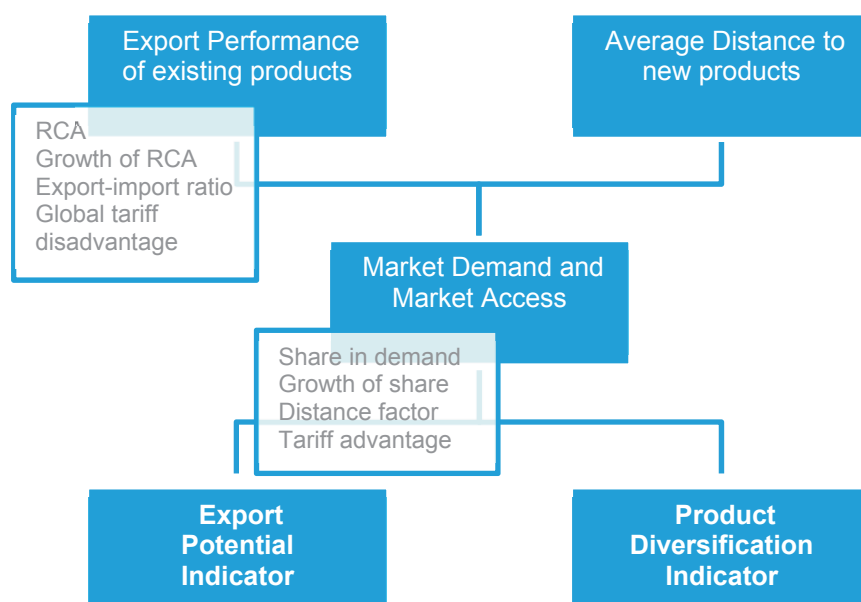 Export Performance
of existing products
Average Distance to
new products
RCA
Growth of RCA
Export-import ratio
Global tariff
disadvantage
Market Demand and
Market Access
Share in demand
Growth of share
Distance factor
Tariff advantage
Export
Potential
Indicator
Product
Diversification
Indicator